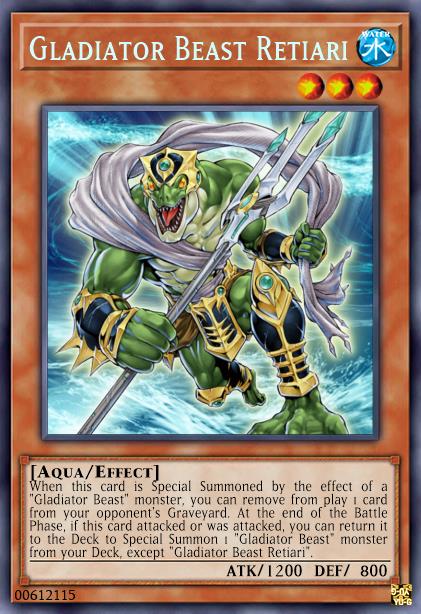 Gladiator Beast Retiari
WATER
水
[Aqua/Effect]
When this card is Special Summoned by the effect of a
"Gladiator Beast" monster, you can remove from play 1 card
from your opponent's Graveyard. At the end of the Battle
Phase, if this card attacked or was attacked, you can return it
to the Deck to Special Summon 1 "Gladiator Beast" monster
from your Deck, except "Gladiator Beast Retiari".
ATK/1200 DEF/ 800
00612115